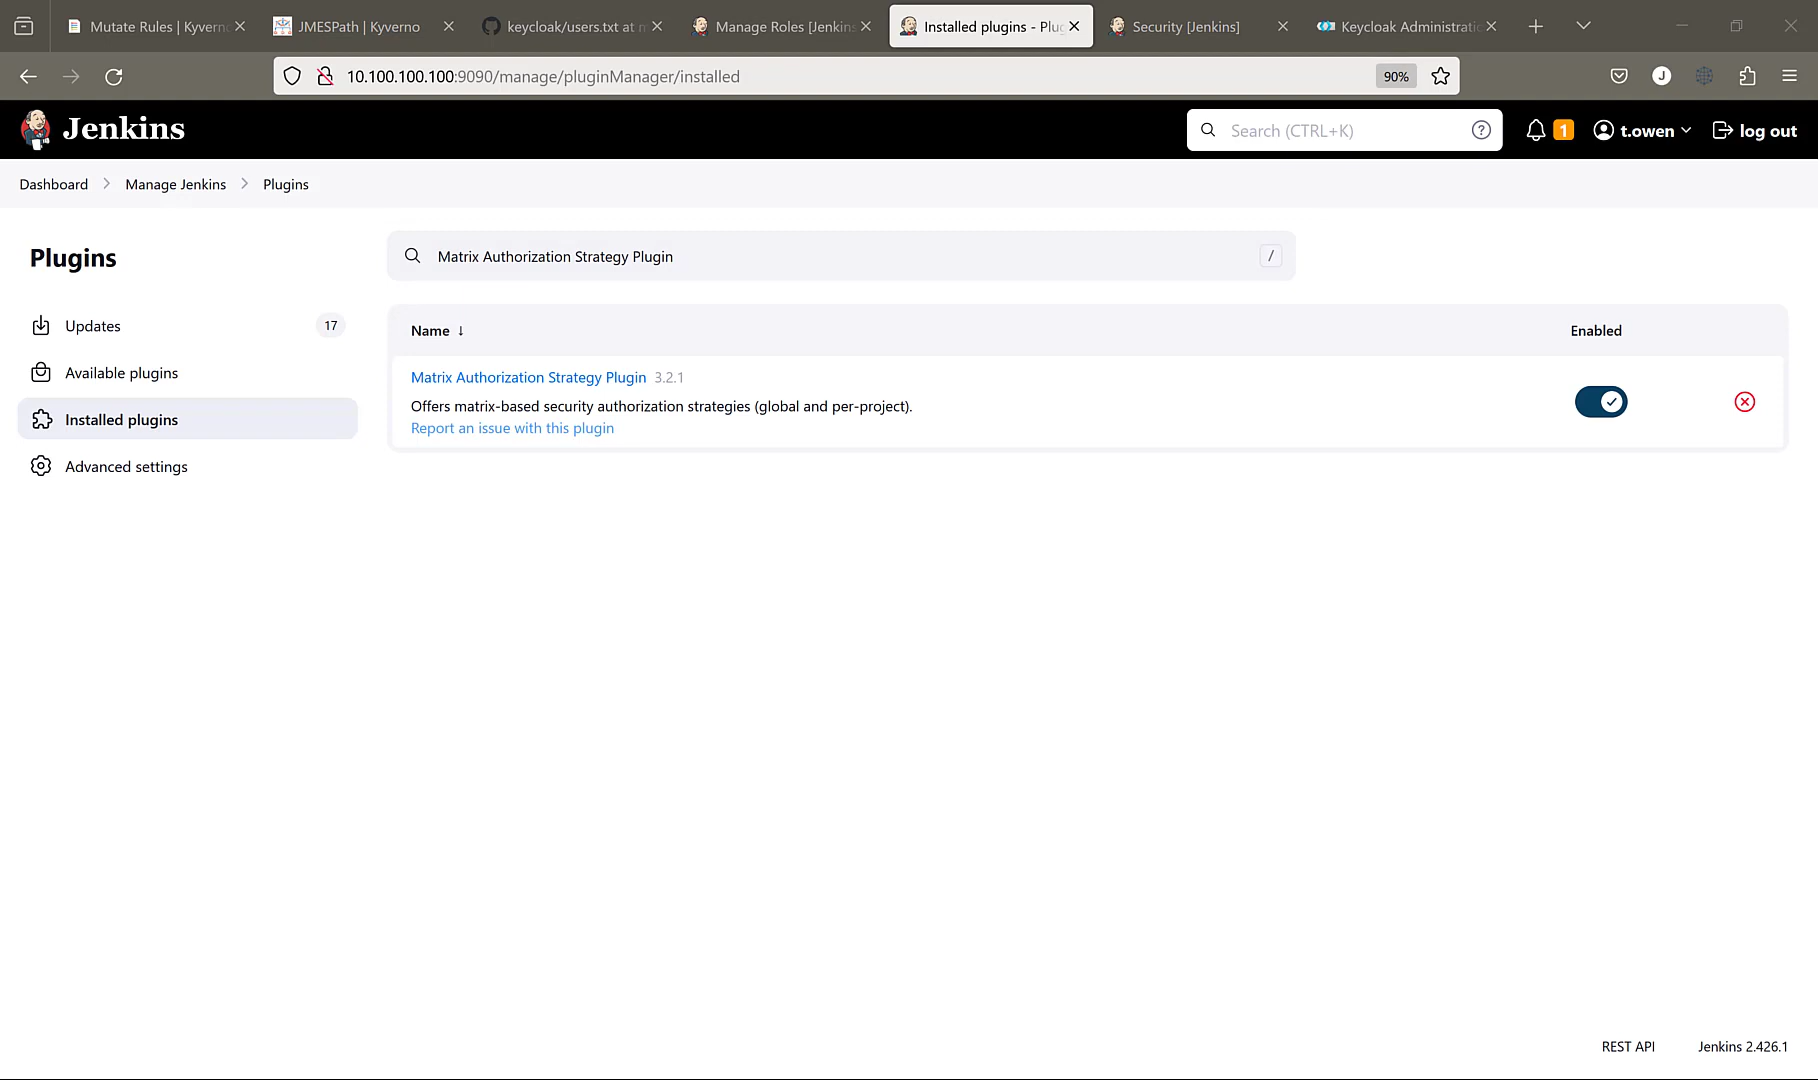 Mutate Rules | Kyverno
JMESPath | Kyverno
keycloak/users.txt at m
Manage Roles [Jenkins
Installed plugins - Plug
Security [Jenkins]
Keycloak Administratio
10.100.100.100:9090/manage/pluginManager/installed
90%
J
Jenkins
Search (CTRL+K)
?
1
t.owen
log out
Dashboard
Manage Jenkins
Plugins
Plugins
Matrix Authorization Strategy Plugin
/
Updates
17
Available plugins
Installed plugins
Advanced settings
Name ↓
Enabled
Matrix Authorization Strategy Plugin 3.2.1
Offers matrix-based security authorization strategies (global and per-project).
Report an issue with this plugin
REST API
Jenkins 2.426.1